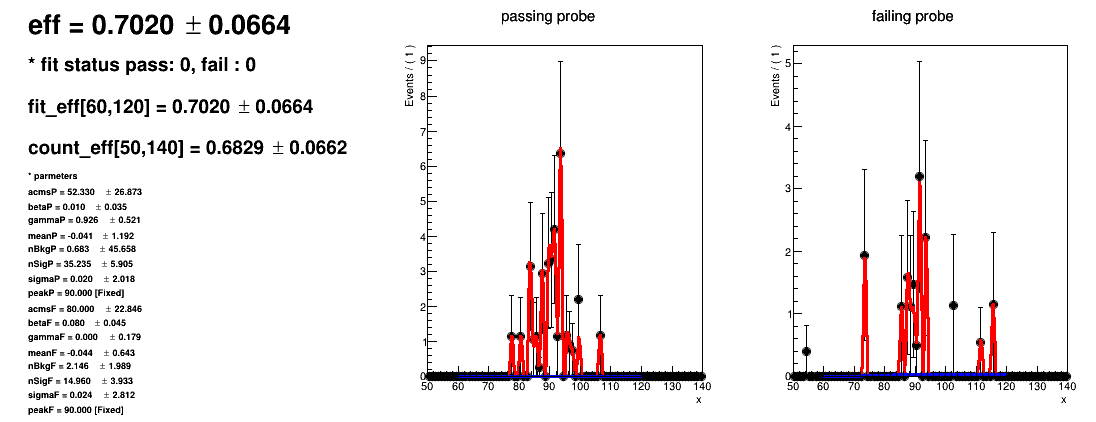 eff = 0.7020 ± 0.0664
* fit status pass: 0, fail : 0
fit_eff[60,120] = 0.7020 ± 0.0664
count_eff[50,140] = 0.6829 ± 0.0662
* parmeters
acmsP = 52.330 ± 26.873
betaP = 0.010 ± 0.035
gammaP = 0.926 ± 0.521
meanP = -0.041 ± 1.192
nBkgP = 0.683 ± 45.658
nSigP = 35.235 ± 5.905
sigmaP = 0.020 ± 2.018
peakP = 90.000 [Fixed]
acmsF = 80.000 ± 22.846
betaF = 0.080 ± 0.045
gammaF = 0.000 ± 0.179
meanF = -0.044 ± 0.643
nBkgF = 2.146 ± 1.989
nSigF = 14.960 ± 3.933
sigmaF = 0.024 ± 2.812
peakF = 90.000 [Fixed]
passing probe
Events / ( 1 )
9
8
7
6
5
4
3
2
1
0
50 60 70 80 90 100 110 120 130 140
x
failing probe
Events / ( 1 )
5
4
3
2
1
0
50 60 70 80 90 100 110 120 130 140
x